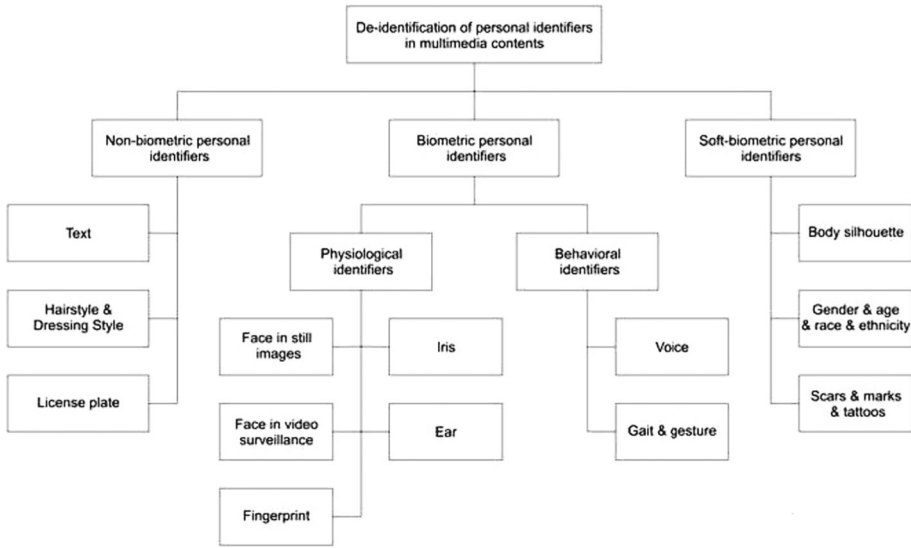 De-identification of personal identifiers
in multimedia contents
Non-biometric personal
identifiers
Biometric personal
identifiers
Soft-biometric personal
identifiers
Text
Hairstyle &
Dressing Style
License plate
Physiological
identifiers
Behavioral
identifiers
Face in still
images
Iris
Face in video
surveillance
Ear
Fingerprint
Voice
Gait & gesture
Body silhouette
Gender & age
& race & ethnicity
Scars & marks
& tattoos